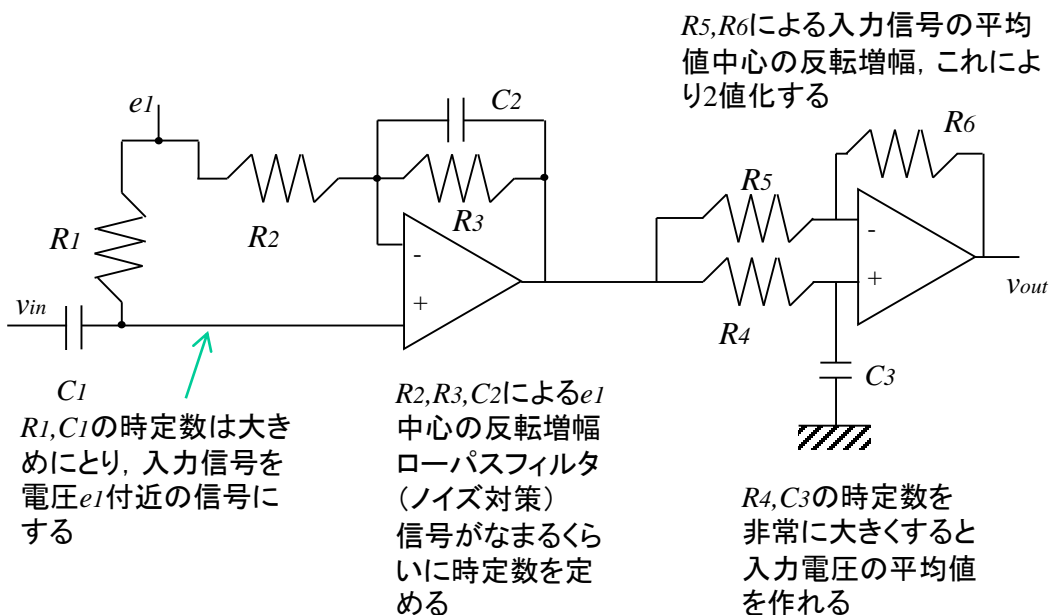 R5,R6による入力信号の平均
値中心の反転増幅，これによ
り2値化する
e1
C2
R6
R5
R3
R1
R2
-
+
-
+
vin
vout
R4
C1
C3
R1,C1の時定数は大き
めにとり，入力信号を
電圧e1付近の信号に
する
R2,R3,C2によるe1
中心の反転増幅
ローパスフィルタ
（ノイズ対策）
信号がなまるくら
いに時定数を定
める
R4,C3の時定数を
非常に大きくすると
入力電圧の平均値
を作れる